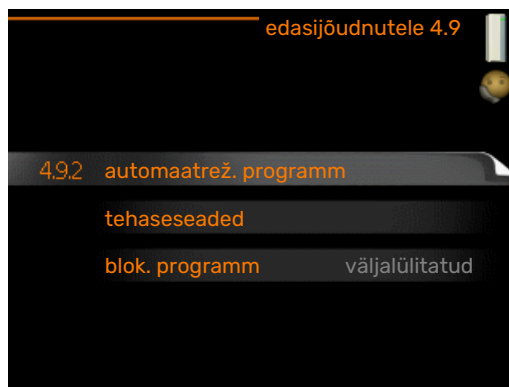 edasijõudnutele 4.9
4.9.2 automaatrež. programm
tehaseseaded
blok. programm väljalülitatud